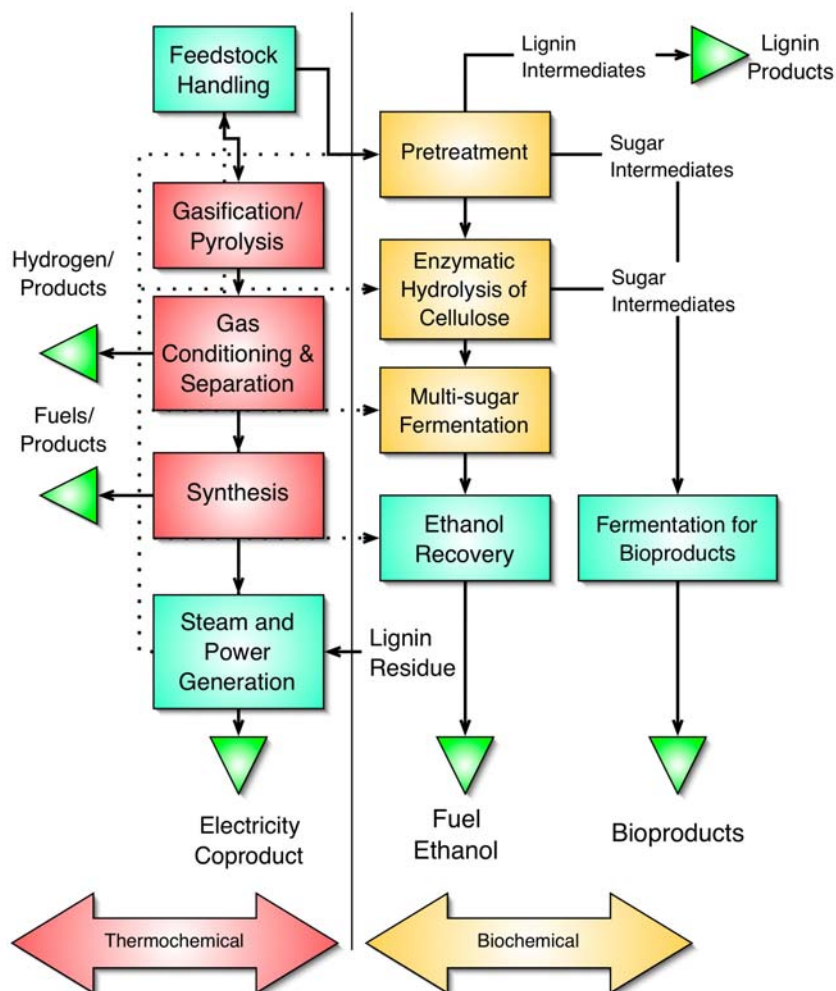 Feedstock
Handling
Lignin
Intermediates
Lignin
Products
Pretreatment
Sugar
Intermediates
Gasification/
Pyrolysis
Hydrogen/
Products
Enzymatic
Hydrolysis of
Cellulose
Sugar
Intermediates
Gas
Conditioning &
Separation
Fuels/
Products
Multi-sugar
Fermentation
Synthesis
Ethanol
Recovery
Fermentation for
Bioproducts
Steam and
Power
Generation
Lignin
Residue
Electricity
Coproduct
Fuel
Ethanol
Bioproducts
Thermochemical
Biochemical